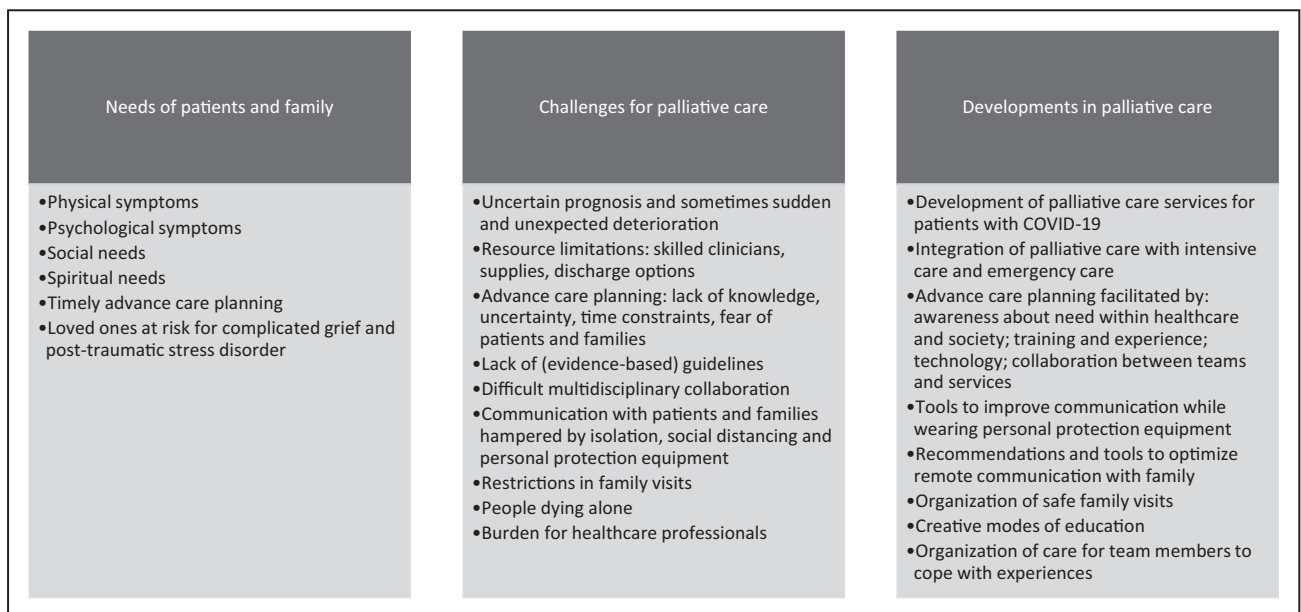 Needs of patients and family
•Physical symptoms
•Psychological symptoms
•Social needs
•Spiritual needs
•Timely advance care planning
•Loved ones at risk for complicated grief and
post-traumatic stress disorder
Challenges for palliative care
•Uncertain prognosis and sometimes sudden
and unexpected deterioration
•Resource limitations: skilled clinicians,
supplies, discharge options
•Advance care planning: lack of knowledge,
uncertainty, time constraints, fear of
patients and families
•Lack of (evidence-based) guidelines
•Difficult multidisciplinary collaboration
•Communication with patients and families
hampered by isolation, social distancing and
personal protection equipment
•Restrictions in family visits
•People dying alone
•Burden for healthcare professionals
Developments in palliative care
•Development of palliative care services for
patients with COVID-19
•Integration of palliative care with intensive
care and emergency care
•Advance care planning facilitated by:
awareness about need within healthcare
and society; training and experience;
technology; collaboration between teams
and services
•Tools to improve communication while
wearing personal protection equipment
•Recommendations and tools to optimize
remote communication with family
•Organization of safe family visits
•Creative modes of education
•Organization of care for team members to
cope with experiences